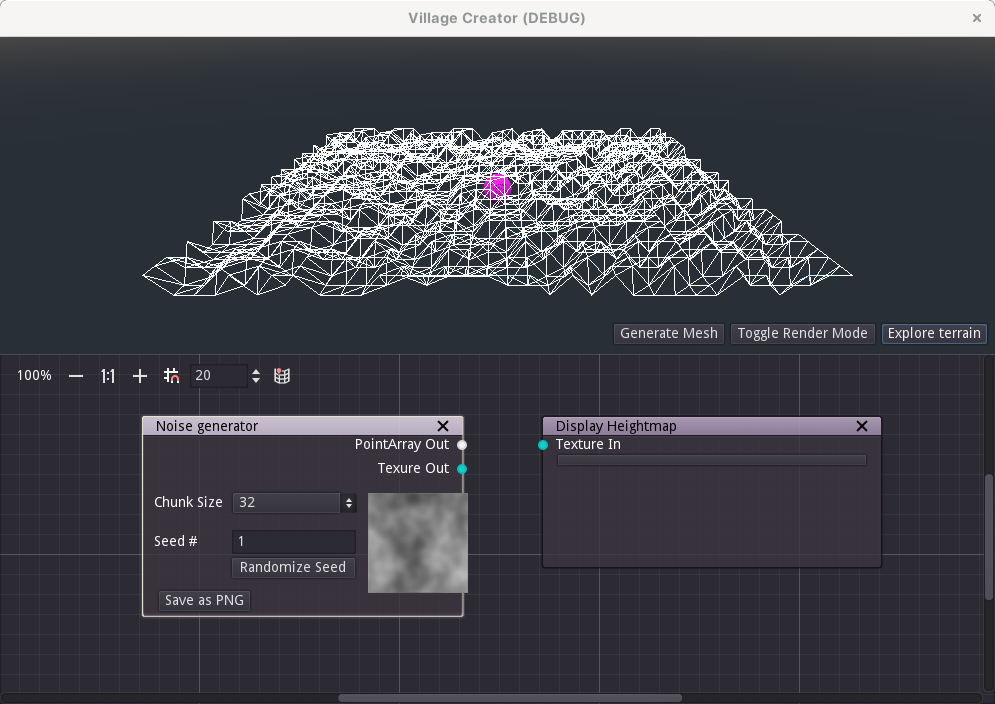 Village Creator (DEBUG)
Generate Mesh
Toggle Render Mode
Explore terrain
100%
1:1
20
Noise generator
PointArray Out
Texure Out
Chunk Size
32
Seed #
1
Randomize Seed
Save as PNG
Display Heightmap
Texture In